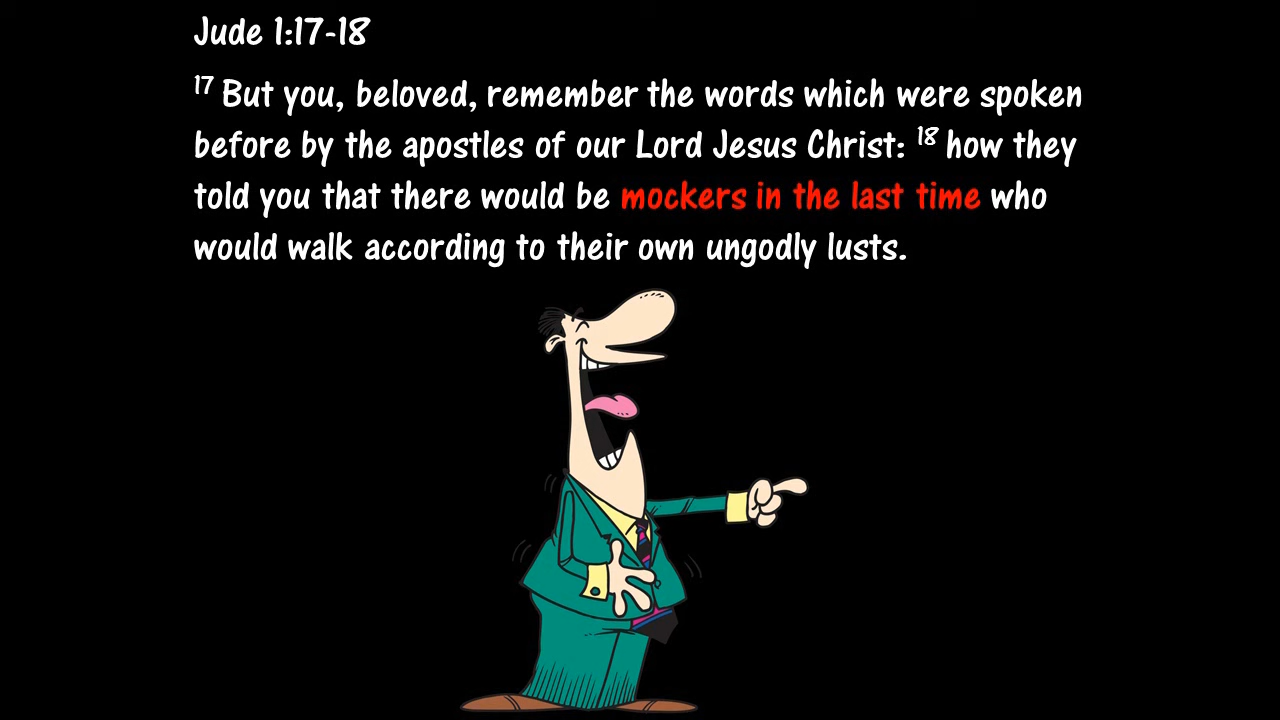 Jude 1:17-18
17 But you, beloved, remember the words which were spoken
before by the apostles of our Lord Jesus Christ: 18 how they
told you that there would be mockers in the last time who
would walk according to their own ungodly lusts.